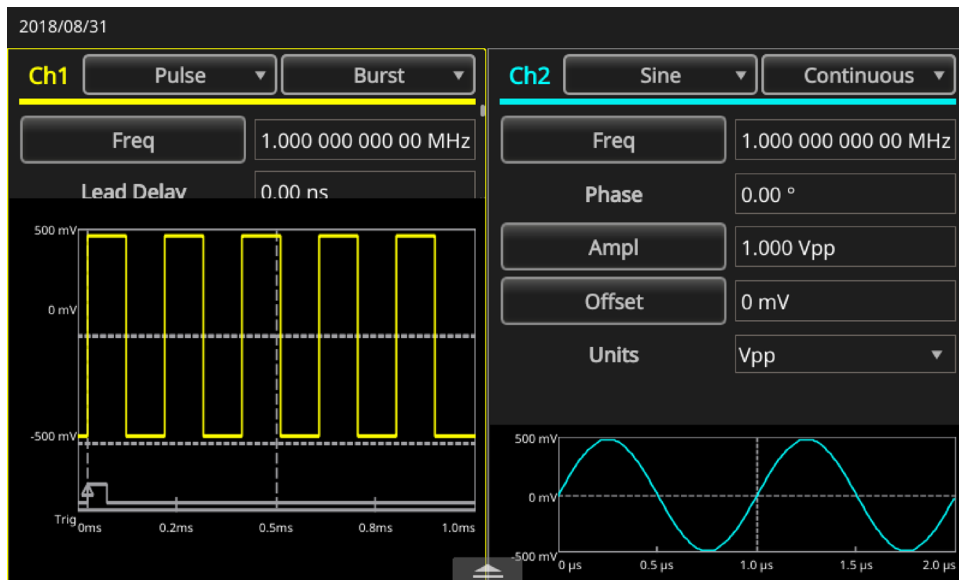 2018/08/31
Ch1 Pulse Burst
Freq 1.000 000 000 00 MHz
Lead Delay 0.00 ns
500 mV
0 mV
-500 mV
Trig 0ms 0.2ms 0.5ms 0.8ms 1.0ms
Ch2 Sine Continuous
Freq 1.000 000 000 00 MHz
Phase 0.00 °
Ampl 1.000 Vpp
Offset 0 mV
Units Vpp
500 mV
0 mV
-500 mV
0 µs 0.5 µs 1.0 µs 1.5 µs 2.0 µs